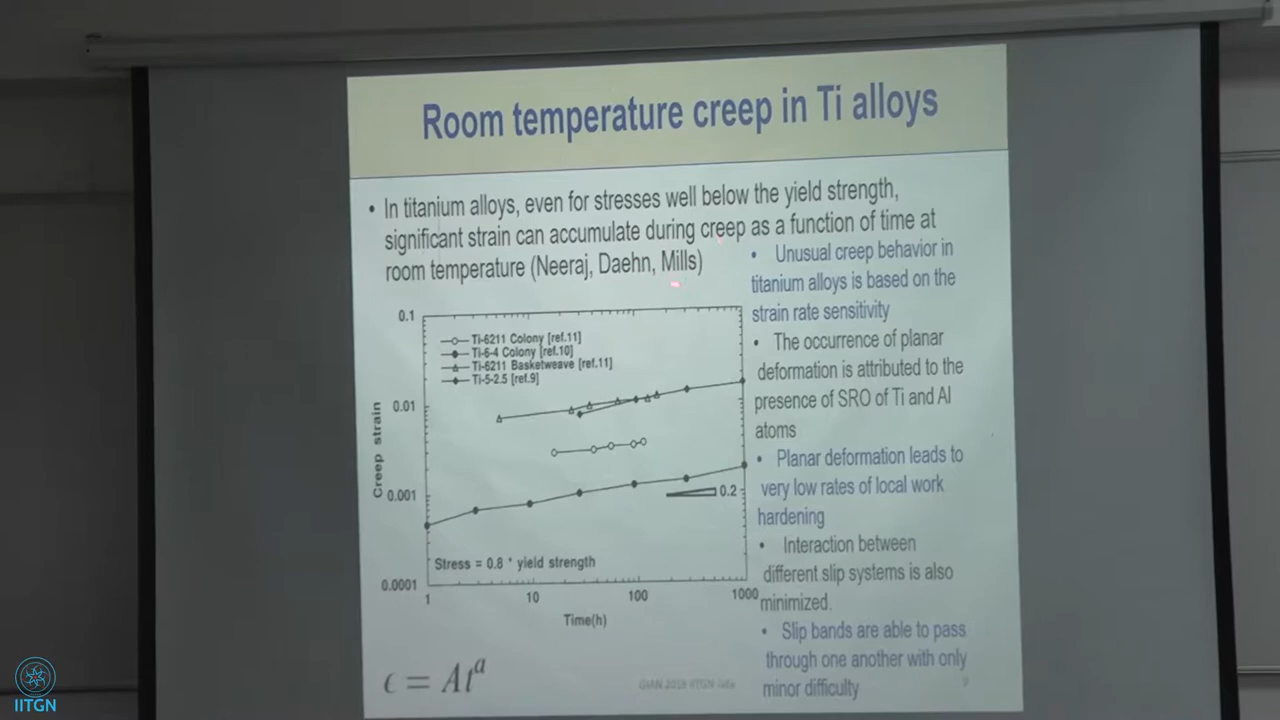 Room temperature creep in Ti alloys
• In titanium alloys, even for stresses well below the yield strength,
significant strain can accumulate during creep as a function of time at
room temperature (Neeraj, Daehn, Mills)
• Unusual creep behavior in
titanium alloys is based on the
strain rate sensitivity
• The occurrence of planar
deformation is attributed to the
presence of SRO of Ti and Al
atoms
• Planar deformation leads to
very low rates of local work
hardening
• Interaction between
different slip systems is also
minimized.
• Slip bands are able to pass
through one another with only
minor difficulty
0.1
0.01
0.001
0.0001
Creep strain
Ti-6211 Colony [ref.11]
Ti-6-4 Colony [ref.10]
Ti-6211 Basketweave [ref.11]
Ti-5-2.5 [ref.9]
0.2
Stress = 0.8 * yield strength
1 10 100 1000
Time(h)
ϵ = At^a
GIAN 2018 IITGN
9
IITGN